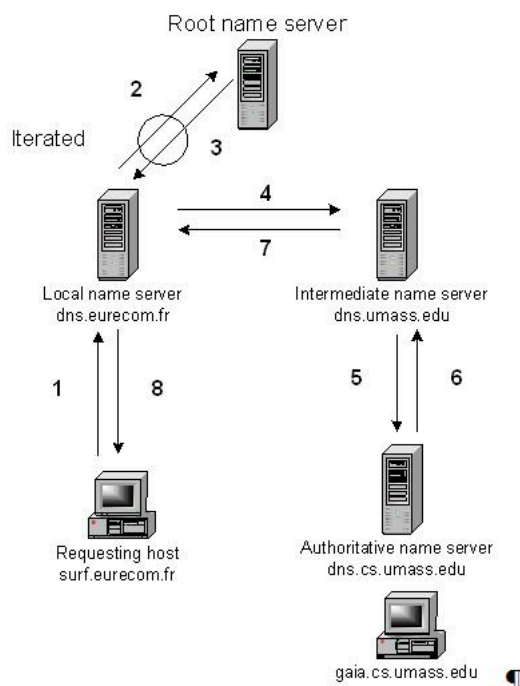 Root name server
2
Iterated
3
4
7
Local name server
dns.eurecom.fr
Intermediate name server
dns.umass.edu
1
8
5
6
Requesting host
surf.eurecom.fr
Authoritative name server
dns.cs.umass.edu
gaia.cs.umass.edu ¶